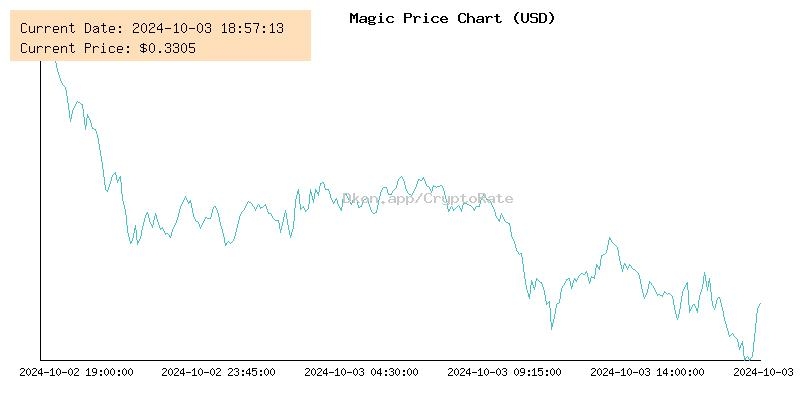 Magic Price Chart (USD)
Current Date: 2024-10-03 18:57:13
Current Price: $0.3305
Dkon.app/CryptoRate
2024-10-02 19:00:00
2024-10-02 23:45:00
2024-10-03 04:30:00
2024-10-03 09:15:00
2024-10-03 14:00:00
2024-10-03